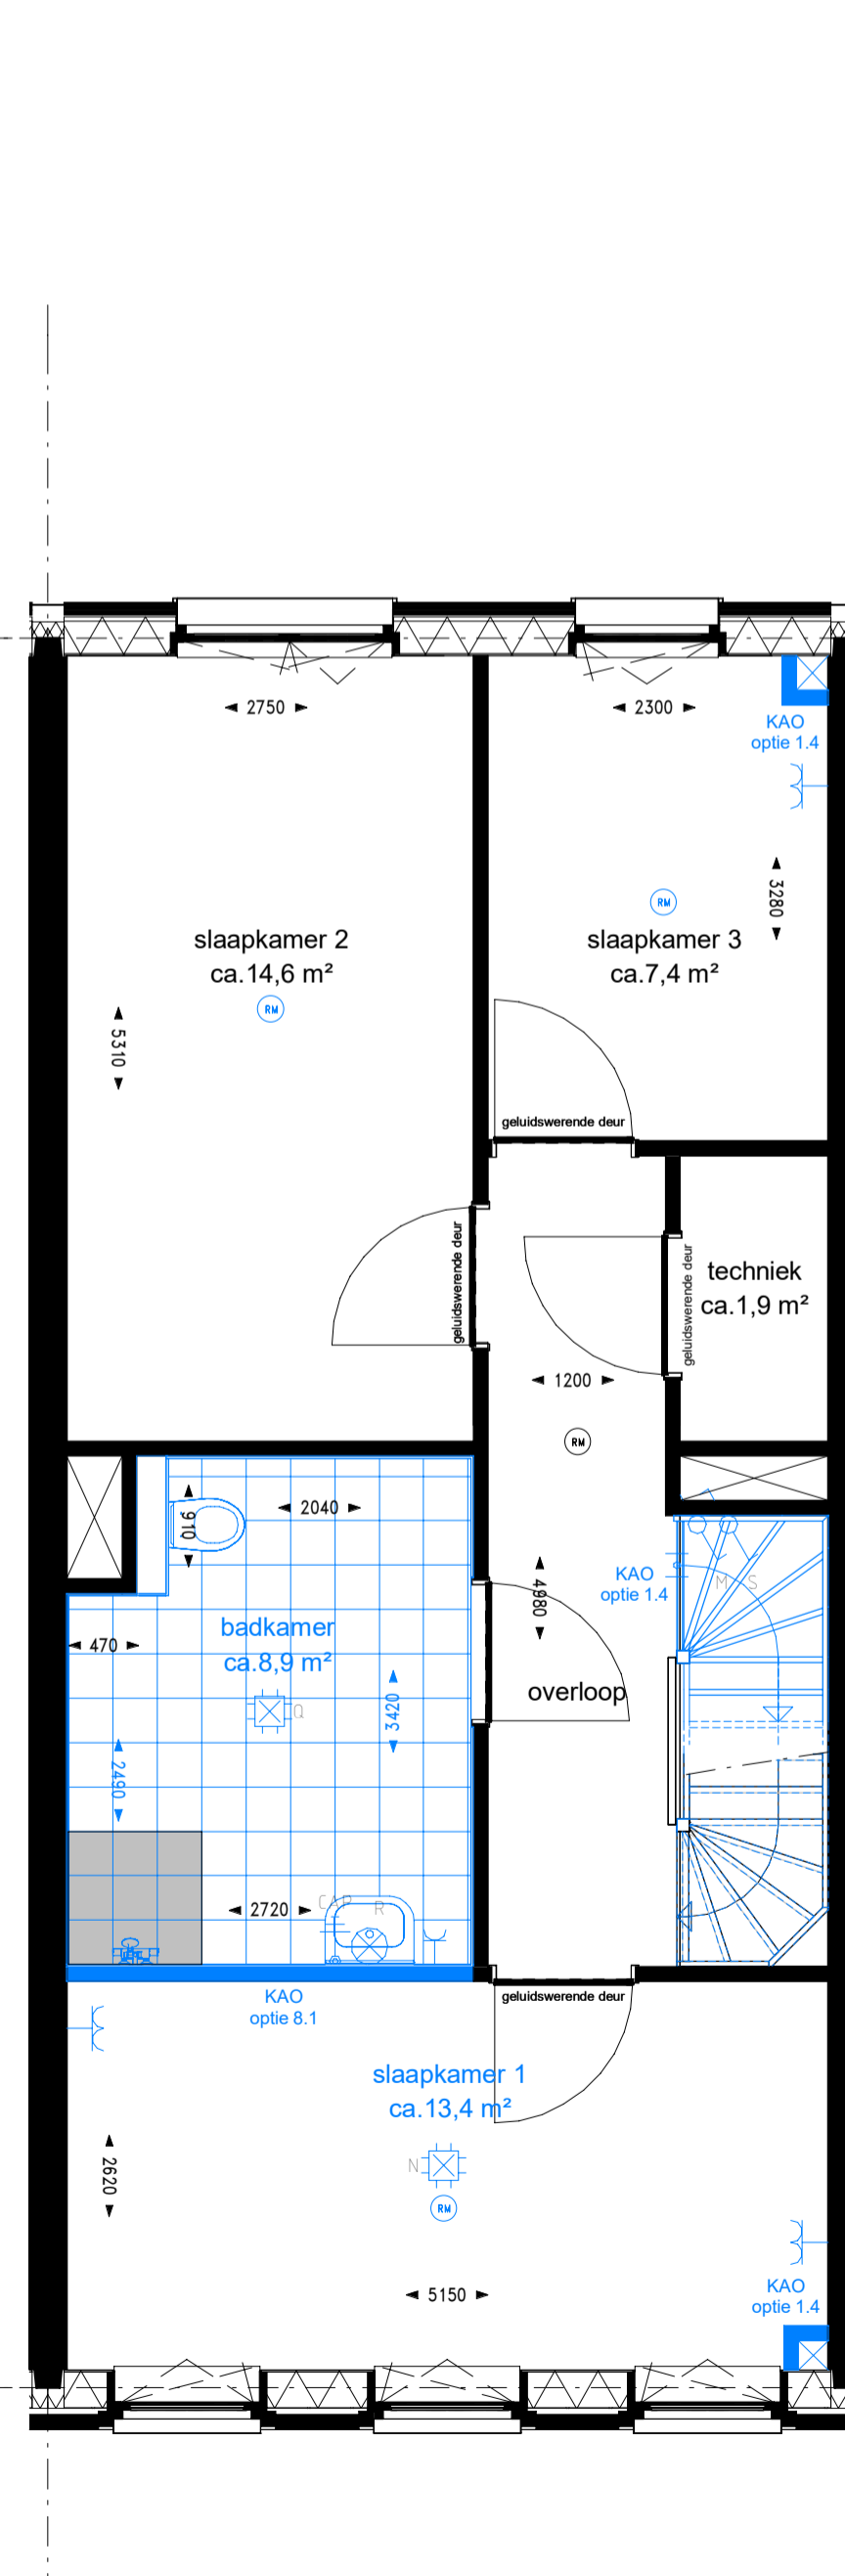 2750
2300
KAO
optie 1.4
3280
RM
slaapkamer 2
ca.14,6 m²
RM
slaapkamer 3
ca.7,4 m²
5310
geluidswerende deur
geluidswerende deur
geluidswerende deur
techniek
ca.1,9 m²
1200
RM
2040
910
KAO
optie 1.4
M S
4980
badkamer
ca.8,9 m²
470
Q
3420
overloop
2490
2720
CAP
R
KAO
optie 8.1
geluidswerende deur
slaapkamer 1
ca.13,4 m²
N
RM
2620
5150
KAO
optie 1.4